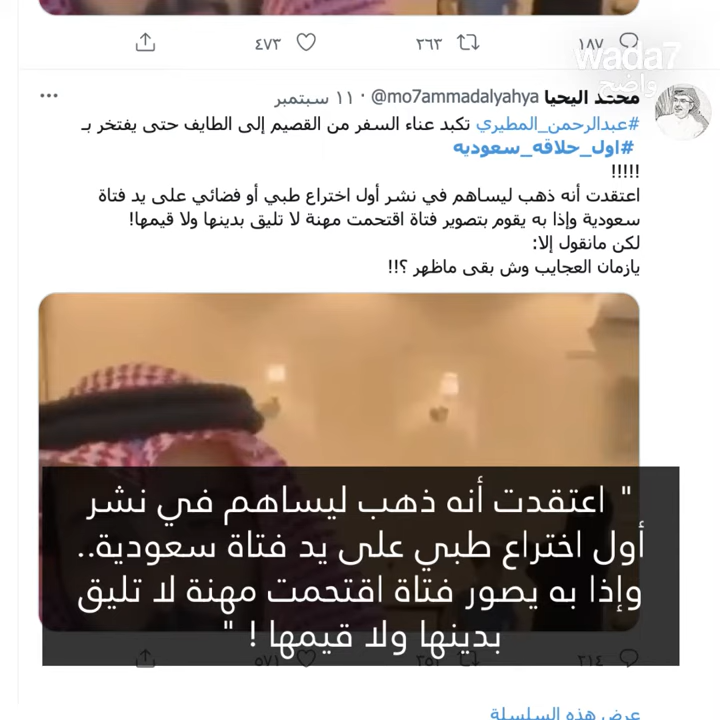 ٤٧٣ ٢٦٣ ١٨٧
wada7
واضح
محمد اليحيا @mo7ammadalyahya · ١١ سبتمبر
#عبدالرحمن_المطيري تكبد عناء السفر من القصيم إلى الطايف حتى يفتخر بـ
#اول_حلاقه_سعوديه
!!!!!
اعتقدت أنه ذهب ليساهم في نشر أول اختراع طبي أو فضائي على يد فتاة
سعودية وإذا به يقوم بتصوير فتاة اقتحمت مهنة لا تليق بدينها ولا قيمها!
لكن مانقول إلا:
يازمان العجايب وش بقى ماظهر ؟!!
" اعتقدت أنه ذهب ليساهم في نشر
أول اختراع طبي على يد فتاة سعودية..
وإذا به يصور فتاة اقتحمت مهنة لا تليق
بدينها ولا قيمها ! "
٥٧١ ٢٥٢ ٢١٤
عرض هذه السلسلة